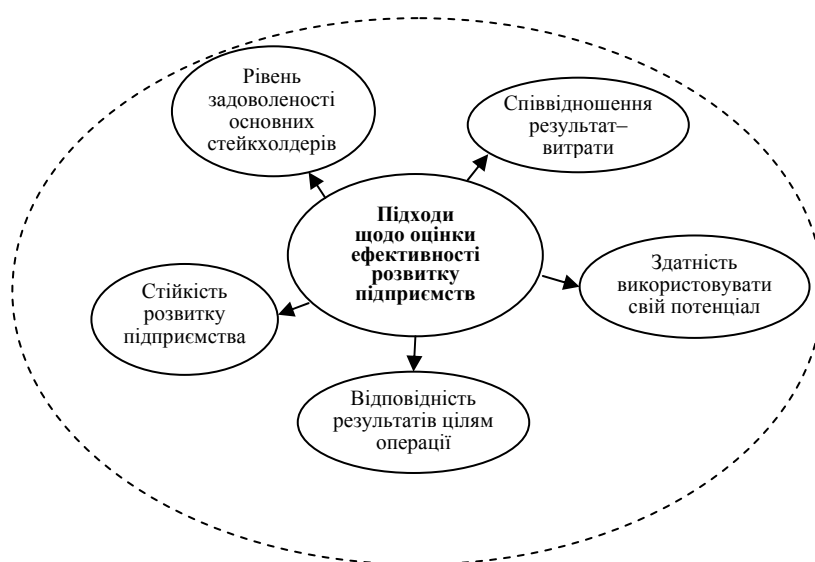 Рівень
задоволеності
основних
стейкхолдерів
Співвідношення
результат–
витрати
Підходи
щодо оцінки
ефективності
розвитку
підприємств
Здатність
використовувати
свій потенціал
Стійкість
розвитку
підприємства
Відповідність
результатів цілям
операції